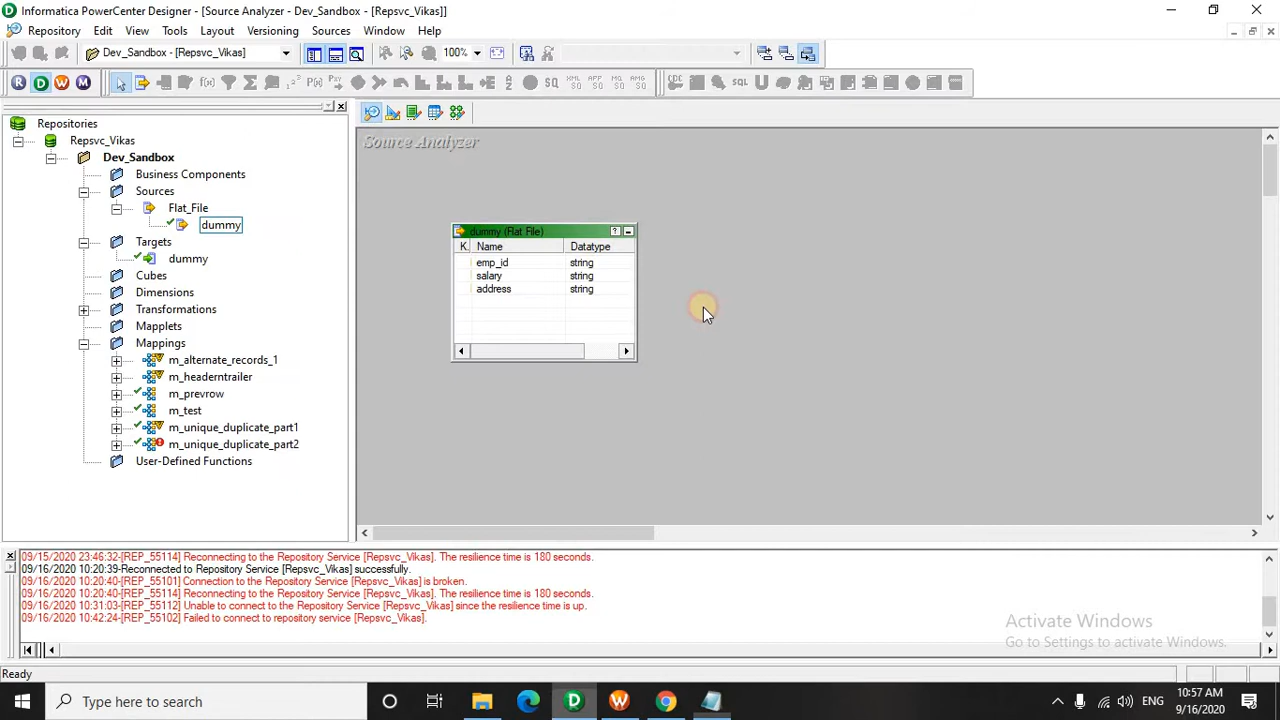 Informatica PowerCenter Designer - [Source Analyzer - Dev_Sandbox - [Repsvc_Vikas]]
Repository Edit View Tools Layout Versioning Sources Window Help
Dev_Sandbox - [Repsvc_Vikas] 100%
Repositories
Repsvc_Vikas
Dev_Sandbox
Business Components
Sources
Flat_File
dummy
Targets
dummy
Cubes
Dimensions
Transformations
Mapplets
Mappings
m_alternate_records_1
m_headerntrailer
m_prevrow
m_test
m_unique_duplicate_part1
m_unique_duplicate_part2
User-Defined Functions
Source Analyzer
dummy (Flat File)
K. Name Datatype
emp_id string
salary string
address string
09/15/2020 23:46:32-[REP_55114] Reconnecting to the Repository Service [Repsvc_Vikas]. The resilience time is 180 seconds.
09/16/2020 10:20:39-Reconnected to Repository Service [Repsvc_Vikas] successfully.
09/16/2020 10:20:40-[REP_55101] Connection to the Repository Service [Repsvc_Vikas] is broken.
09/16/2020 10:20:40-[REP_55114] Reconnecting to the Repository Service [Repsvc_Vikas]. The resilience time is 180 seconds.
09/16/2020 10:31:03-[REP_55112] Unable to connect to the Repository Service [Repsvc_Vikas] since the resilience time is up.
09/16/2020 10:42:24-[REP_55102] Failed to connect to repository service [Repsvc_Vikas].
Activate Windows
Go to Settings to activate Windows.
Ready
Type here to search
ENG
10:57 AM
9/16/2020